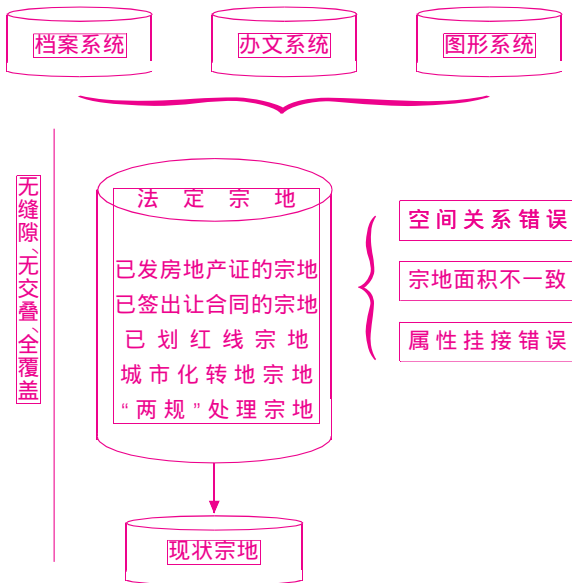 档案系统
办文系统
图形系统
无缝隙、无交叠、全覆盖
法定宗地
已发房地产证的宗地
已签出让合同的宗地
已划红线宗地
城市化转地宗地
“两规”处理宗地
空间关系错误
宗地面积不一致
属性挂接错误
现状宗地